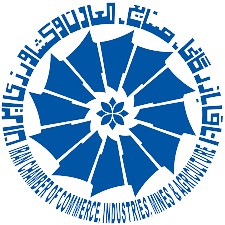 اتاق بازرگانی، صنایع، معادن و کشاورزی ایران
IRAN CHAMBER OF COMMERCE, INDUSTRIES, MINES & AGRICULTURE